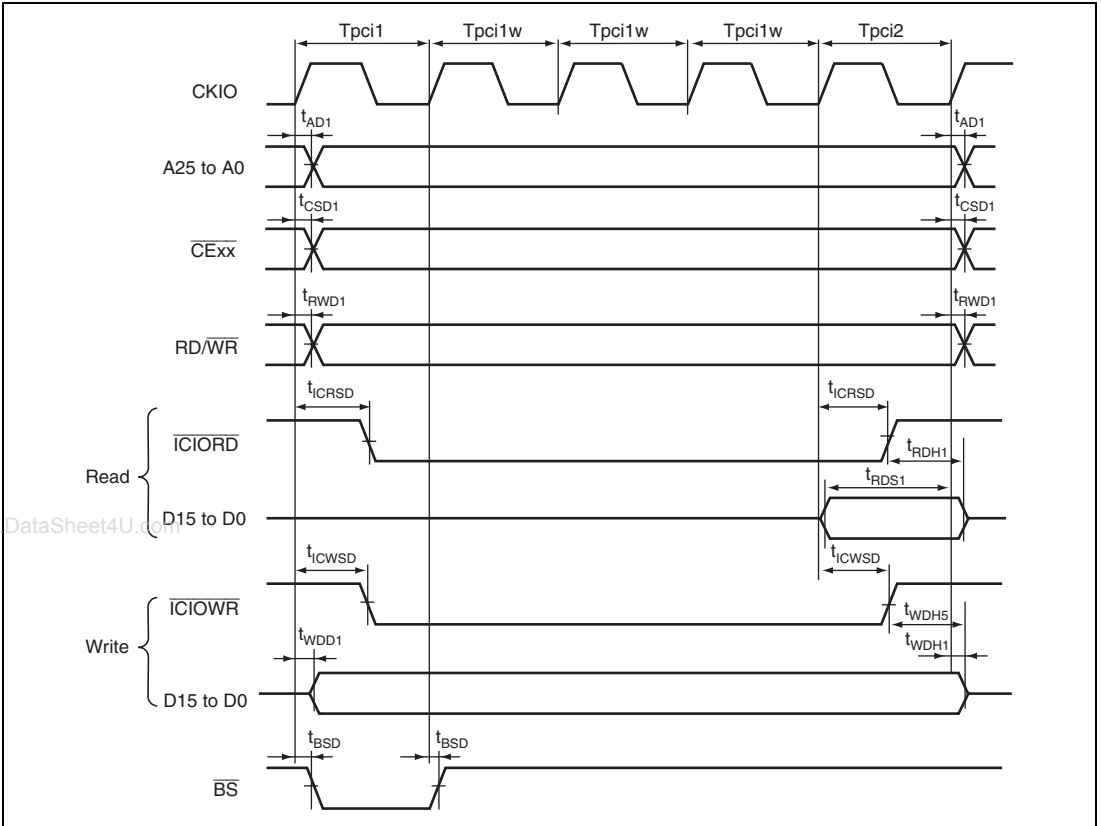 Tpci1 Tpci1w Tpci1w Tpci1w Tpci2
CKIO
tAD1 tAD1
A25 to A0
tCSD1 tCSD1
CExx
tRWD1 tRWD1
RD/WR
tICRSD tICRSD
ICIORD
tRDH1
Read
tRDS1
D15 to D0
DataSheet4U.com
tICWSD tICWSD
ICIOWR
tWDH5
Write
tWDD1 tWDH1
D15 to D0
tBSD tBSD
BS